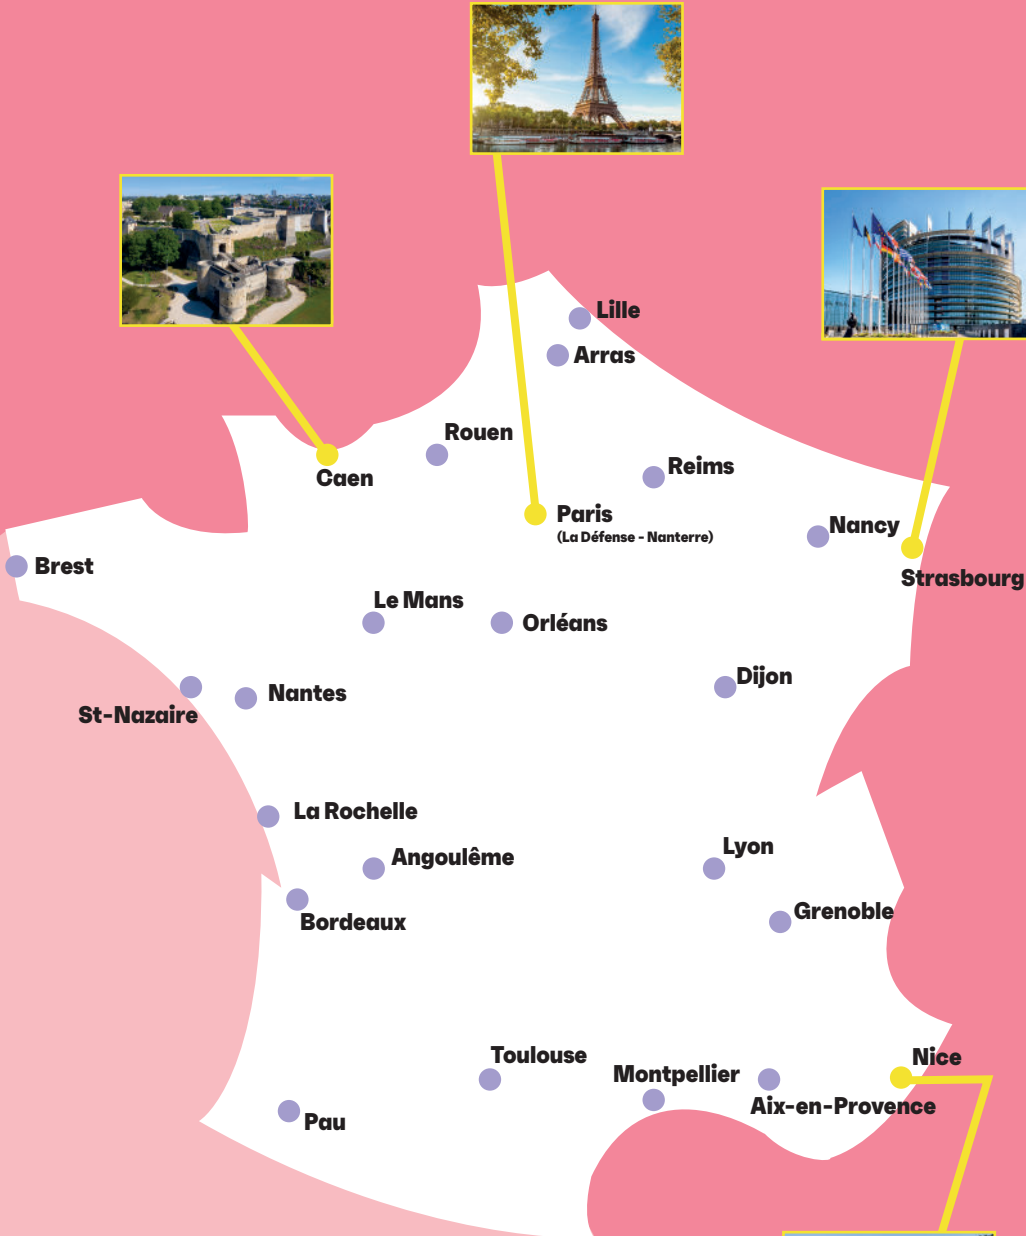 Lille
Arras
Rouen
Reims
Caen
Paris
(La Défense - Nanterre)
Nancy
Brest
Strasbourg
Le Mans
Orléans
Dijon
Nantes
St-Nazaire
La Rochelle
Lyon
Angoulême
Grenoble
Bordeaux
Toulouse
Nice
Montpellier
Aix-en-Provence
Pau